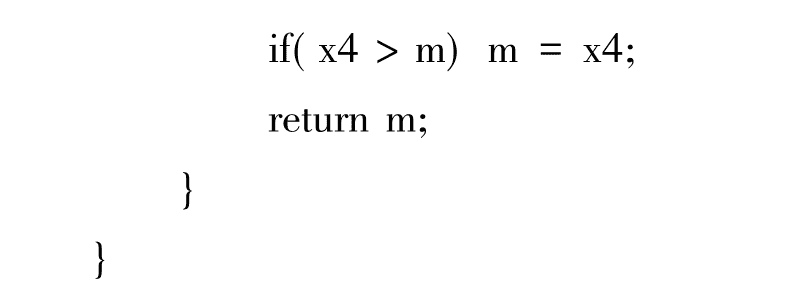 if( x4 > m) m = x4;
return m;
}
}